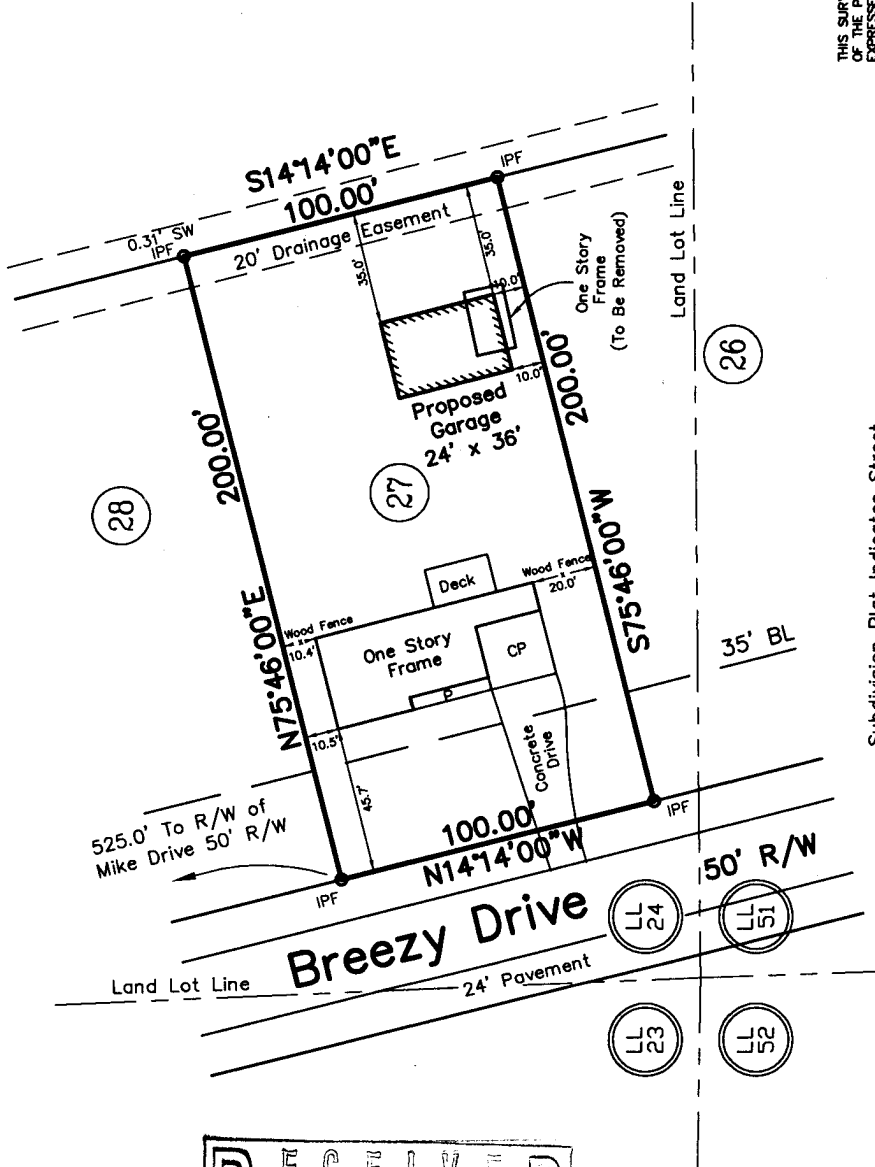 THIS SUR
OF THE P
EXPRESSE
S14°14'00"E
100.00'
IPF
0.31' SW
IPF
20' Drainage Easement
35.0'
35.0'
10.0'
One Story
Frame
(To Be Removed)
Land Lot Line
26
10.0'
200.00'
Proposed
Garage
24' x 36'
28
200.00'
27
Deck
Wood Fence
20.0'
Wood Fence
10.4'
One Story
Frame
CP
P
N75°46'00"E
S75°46'00"W
35' BL
Subdivision Plat Indicates Street
10.5'
45.7'
Concrete
Drive
525.0' To R/W of
Mike Drive 50' R/W
100.00'
N14°14'00"W
IPF
IPF
50' R/W
Breezy Drive
LL
24
LL
51
Land Lot Line
24' Pavement
LL
23
LL
52